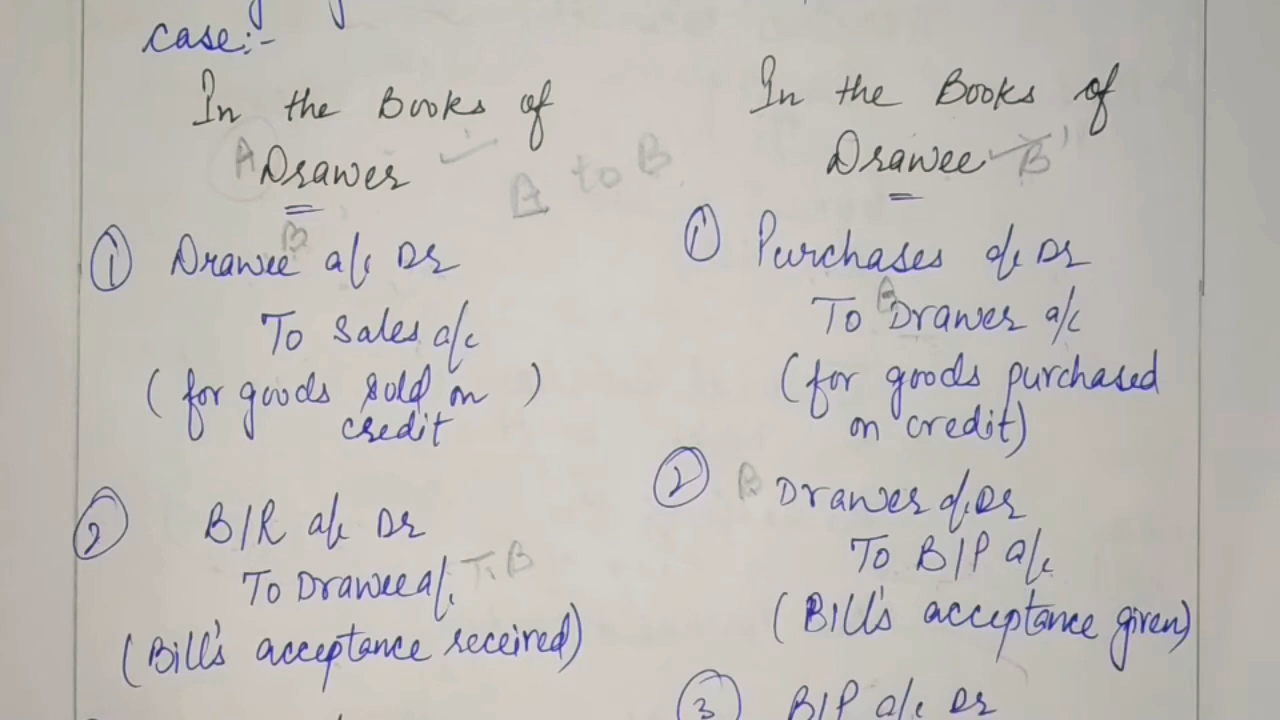 case:-
In the Books of
A Drawer
A to B
B
① Drawee a/c Dr
To Sales a/c
(for goods sold on )
credit
② B/R a/c Dr
To Drawee a/c To B
(Bill's acceptance received)
In the Books of
Drawee B
① Purchases a/c Dr
A
To Drawer a/c
(for goods purchased
on credit)
② Drawer a/c Dr
To B/P a/c
(Bill's acceptance given)
③ B/P a/c Dr